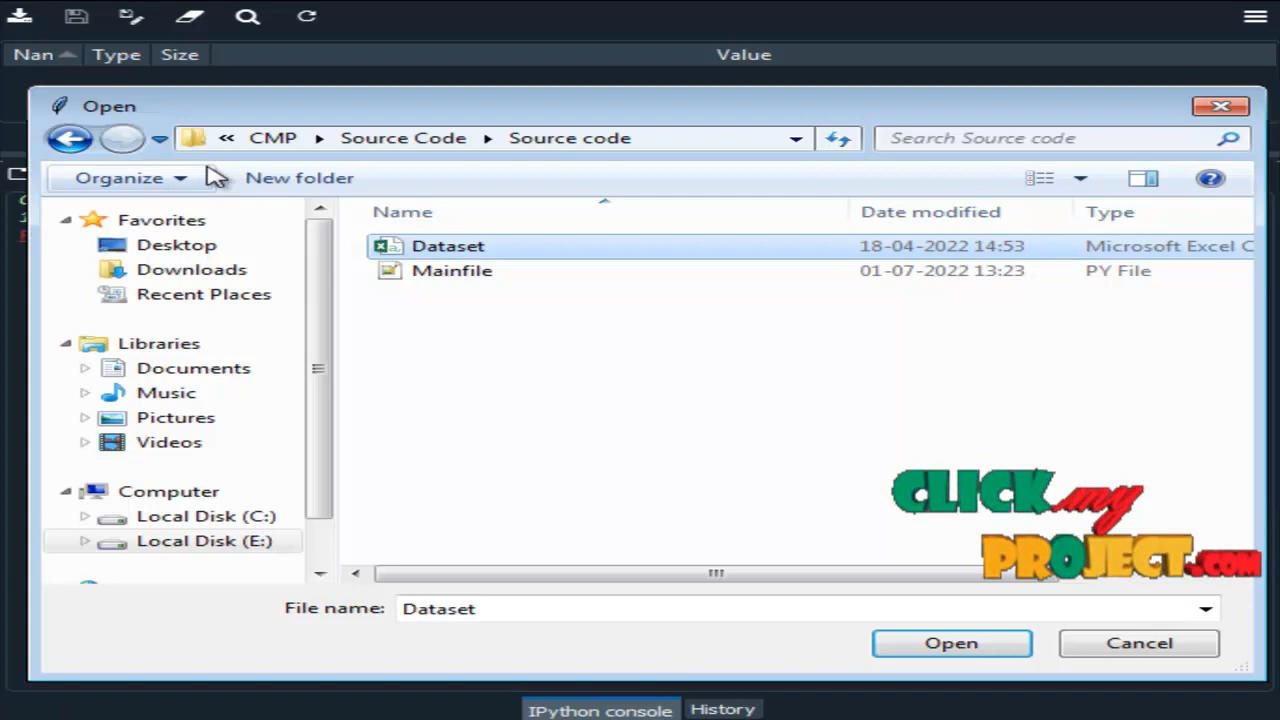 Nan Type Size Value
Open
« CMP Source Code Source code Search Source code
Organize New folder
Name Date modified Type
Favorites
Desktop
Downloads
Recent Places
Libraries
Documents
Music
Pictures
Videos
Computer
Local Disk (C:)
Local Disk (E:)
Dataset 18-04-2022 14:53 Microsoft Excel C
Mainfile 01-07-2022 13:23 PY File
CLICK my
PROJECT.COM
File name: Dataset
Open Cancel
IPython console History